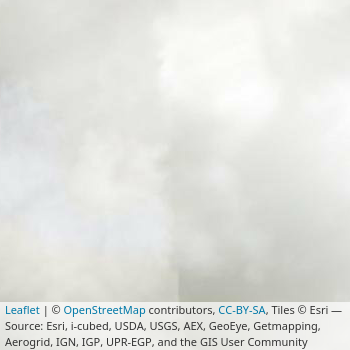 Leaflet | © OpenStreetMap contributors, CC-BY-SA, Tiles © Esri —
Source: Esri, i-cubed, USDA, USGS, AEX, GeoEye, Getmapping,
Aerogrid, IGN, IGP, UPR-EGP, and the GIS User Community